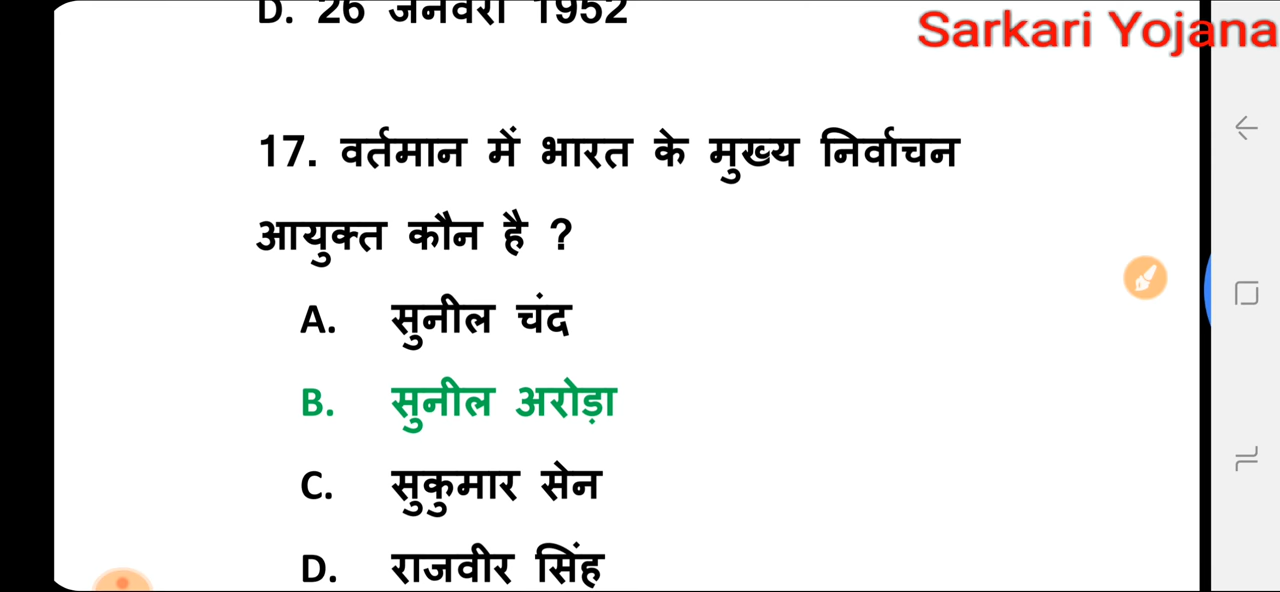 D. 26 जनवरी 1952
Sarkari Yojana
17. वर्तमान में भारत के मुख्य निर्वाचन
आयुक्त कौन है ?
A. सुनील चंद
B. सुनील अरोड़ा
C. सुकुमार सेन
D. राजवीर सिंह